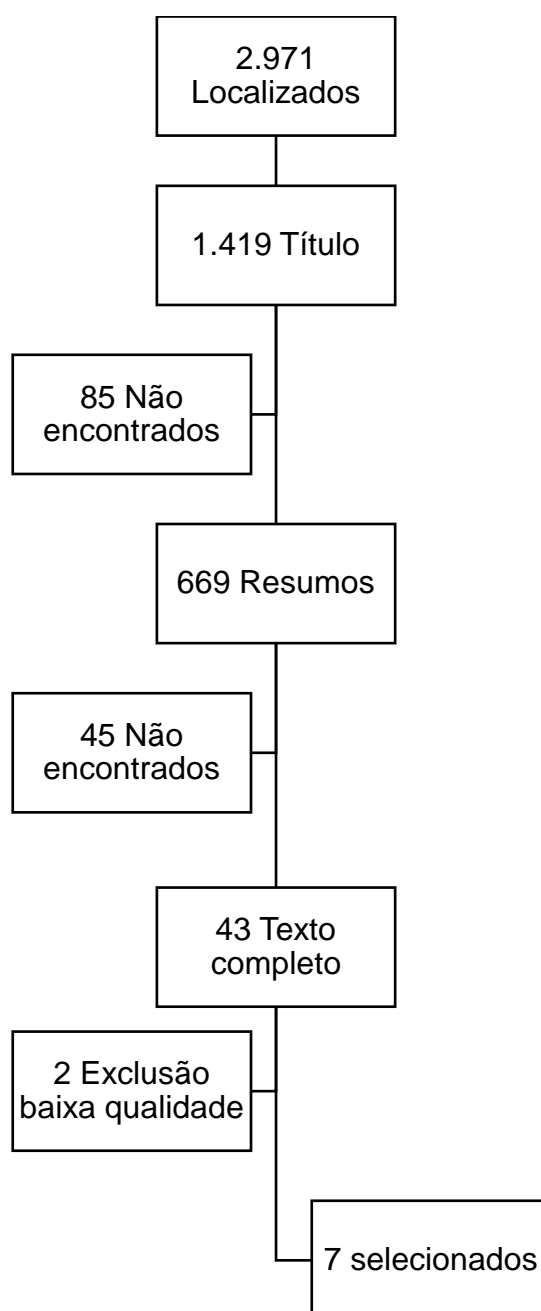 2.971
Localizados
1.419 Título
85 Não
encontrados
669 Resumos
45 Não
encontrados
43 Texto
completo
2 Exclusão
baixa qualidade
7 selecionados